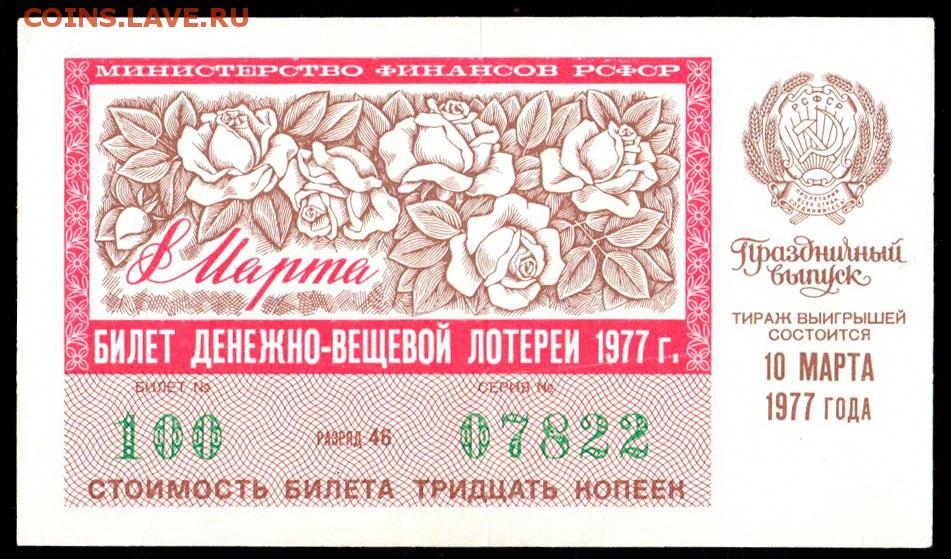 COINS.LAVE.RU
МИНИСТЕРСТВО ФИНАНСОВ РСФСР
8 Марта
БИЛЕТ ДЕНЕЖНО-ВЕЩЕВОЙ ЛОТЕРЕИ 1977 г.
БИЛЕТ № СЕРИЯ №
100 РАЗРЯД 46 07822
СТОИМОСТЬ БИЛЕТА ТРИДЦАТЬ КОПЕЕК
РСФСР
Праздничный
выпуск
ТИРАЖ ВЫИГРЫШЕЙ
СОСТОИТСЯ
10 МАРТА
1977 ГОДА